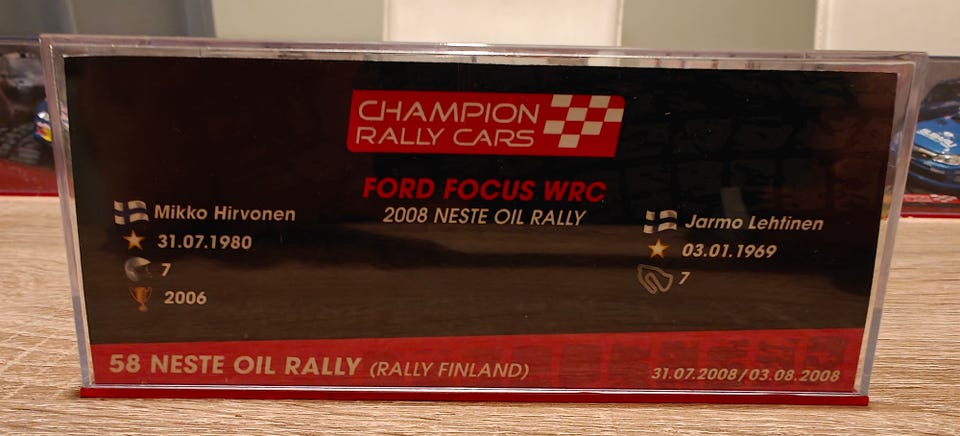 CHAMPION
RALLY CARS
FORD FOCUS WRC
2008 NESTE OIL RALLY
Mikko Hirvonen
31.07.1980
7
2006
Jarmo Lehtinen
03.01.1969
7
58 NESTE OIL RALLY (RALLY FINLAND)
31.07.2008/03.08.2008